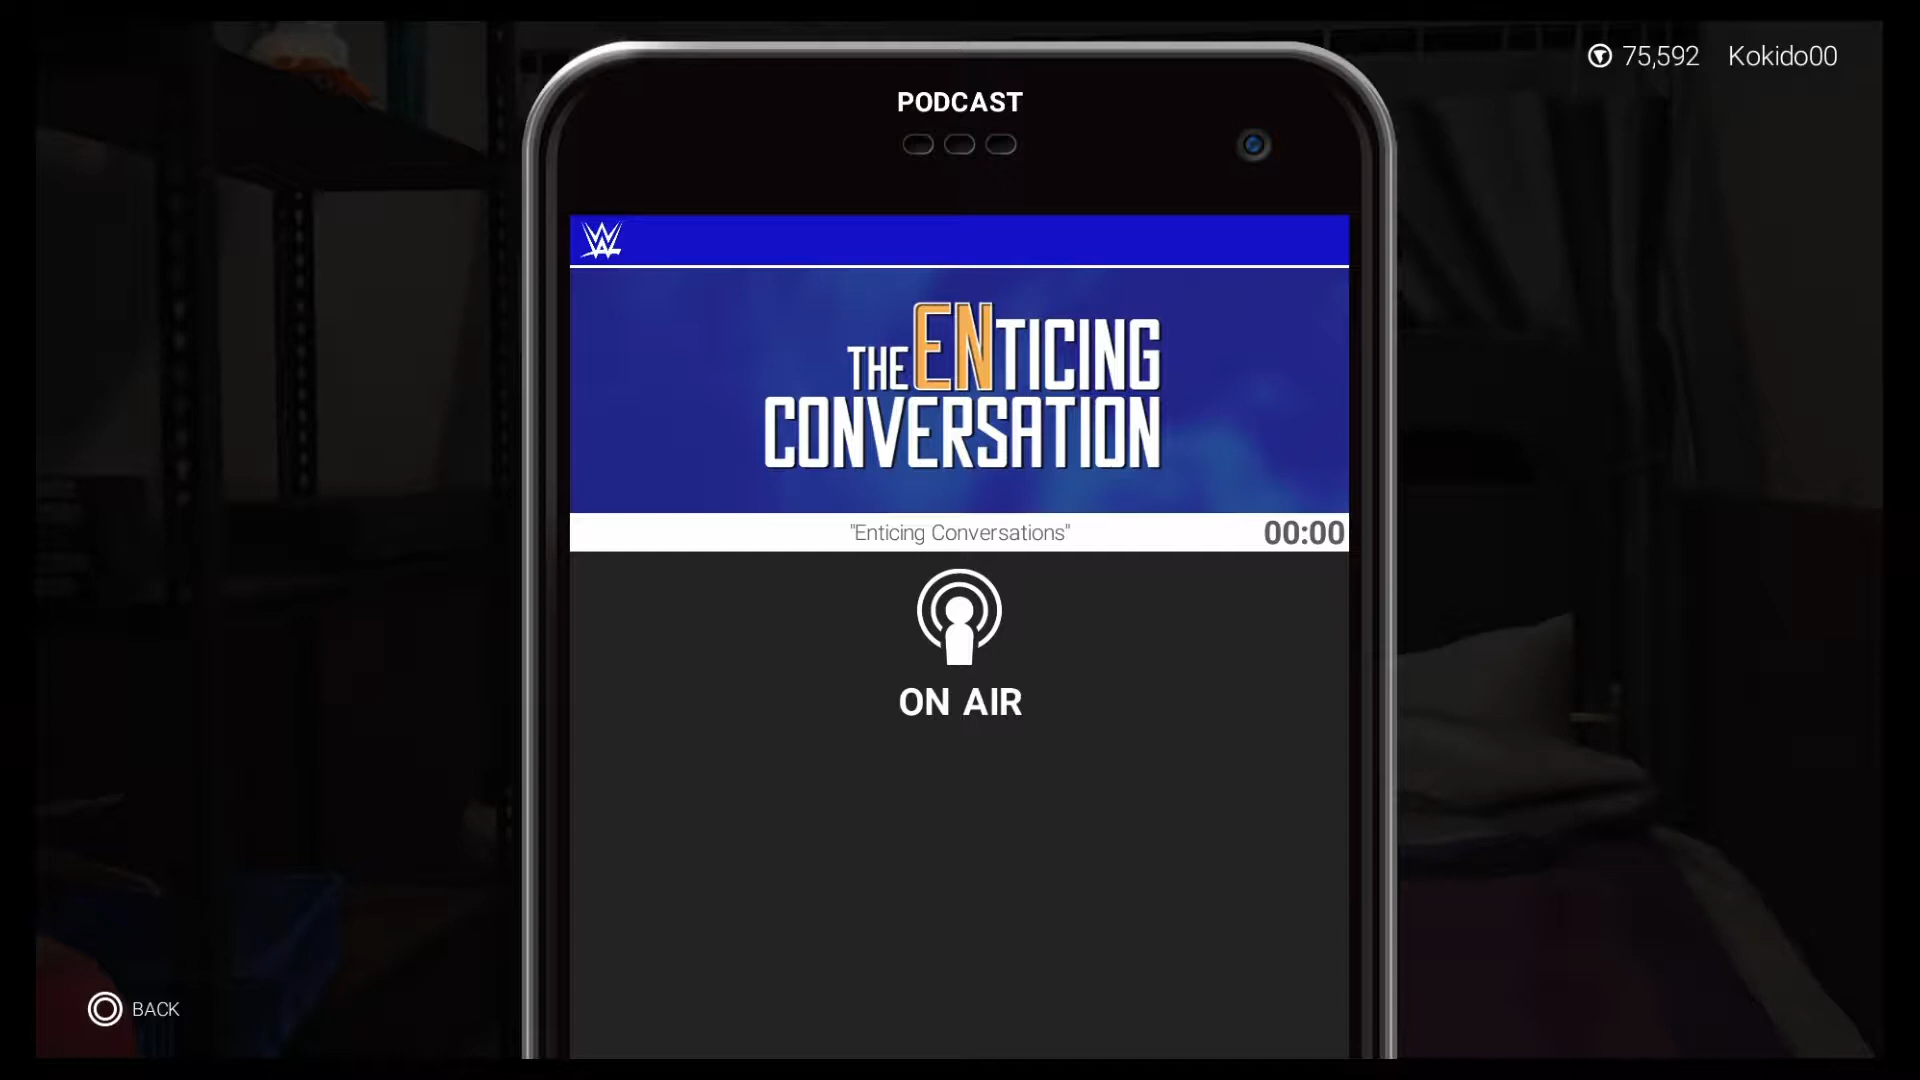 75,592 Kokido00
PODCAST
W
THE ENTICING
CONVERSATION
"Enticing Conversations" 00:00
ON AIR
BACK